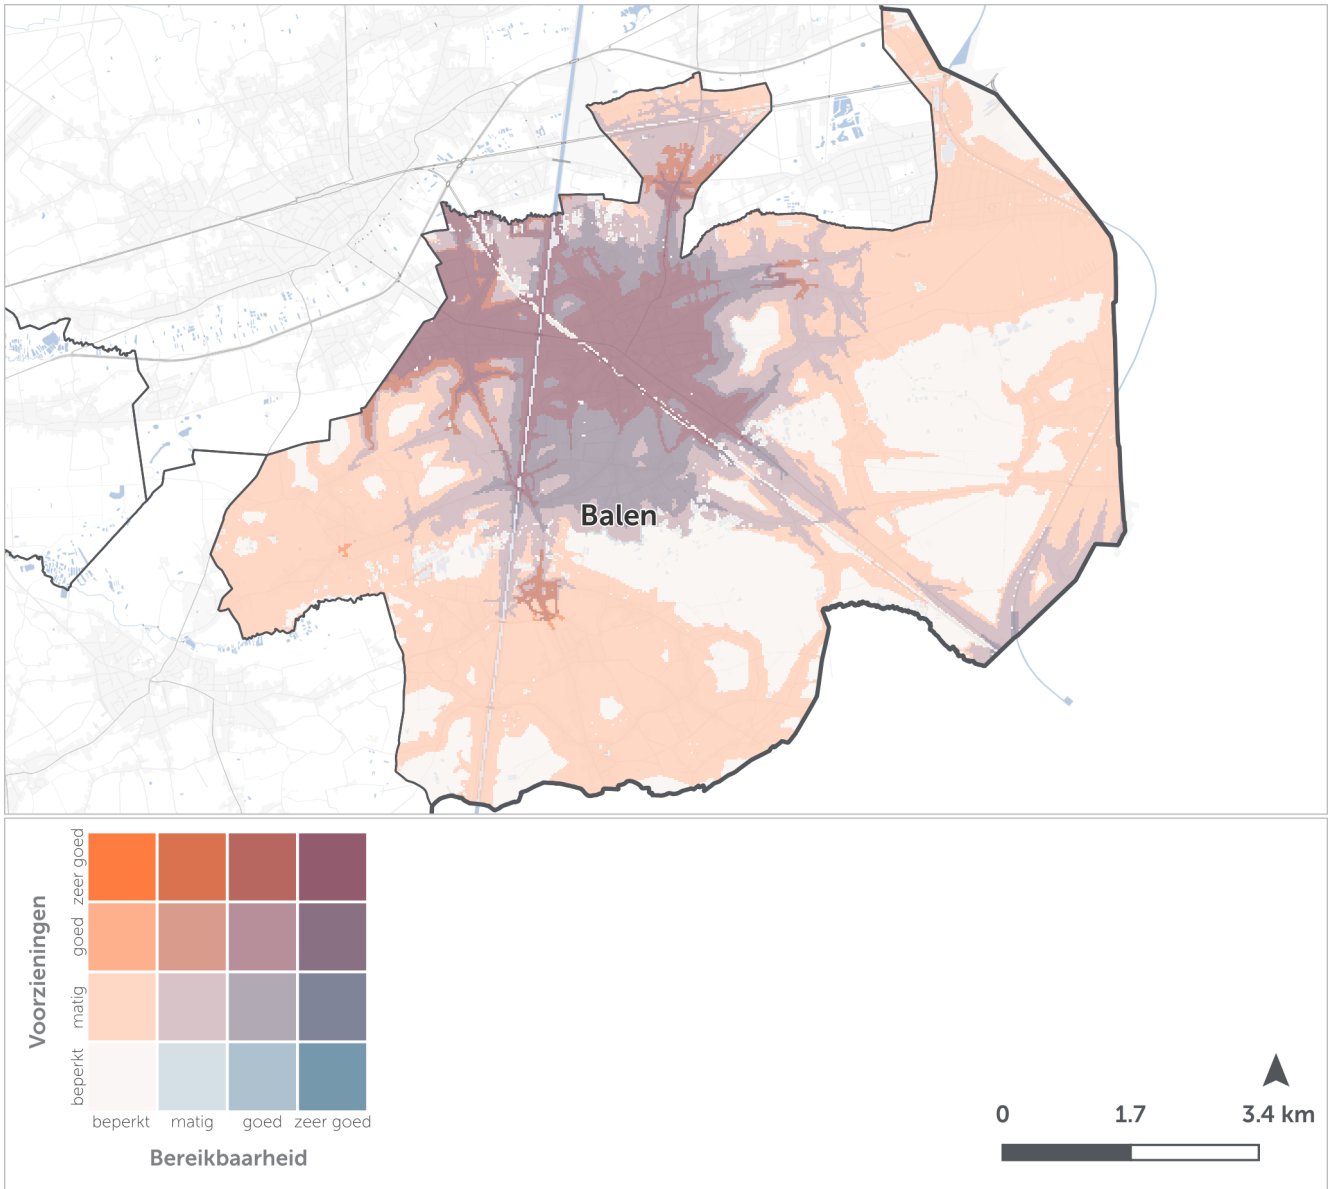 Balen
Voorzieningen
zeer goed
goed
matig
beperkt
beperkt matig goed zeer goed
Bereikbaarheid
0 1.7 3.4 km